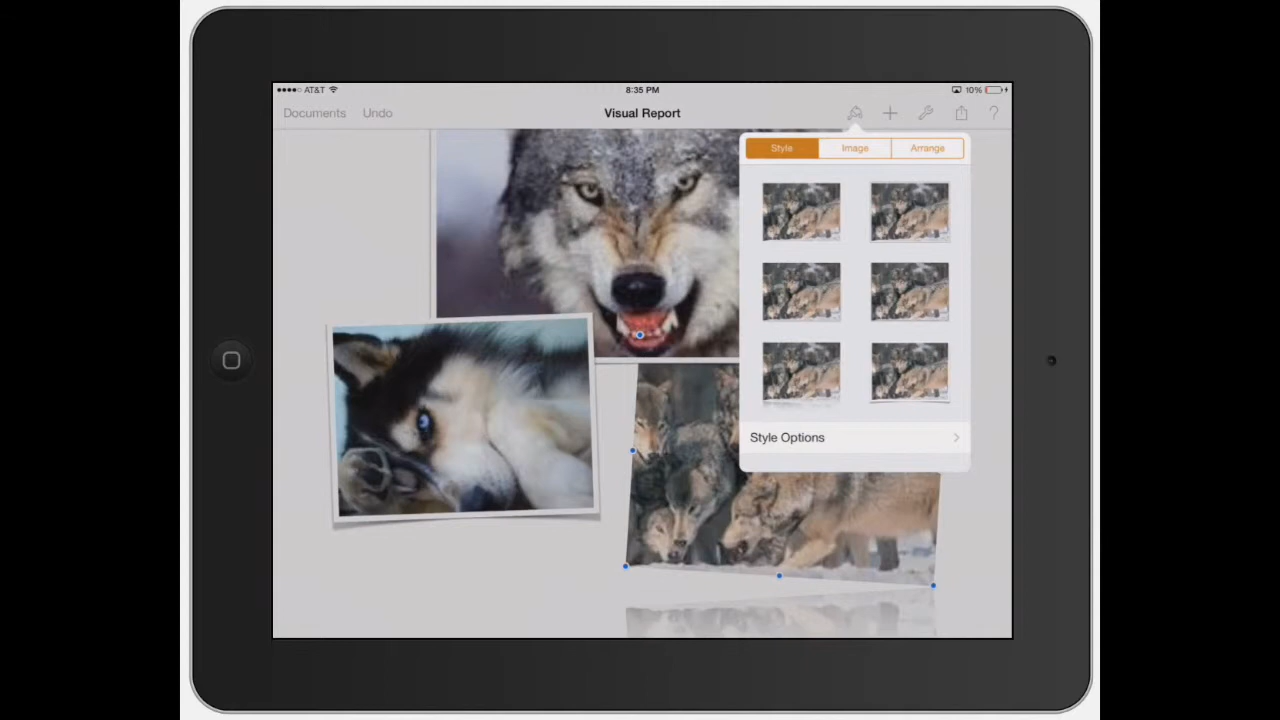 AT&T 8:35 PM 10%
Documents Undo Visual Report ?
Style Image Arrange
Style Options